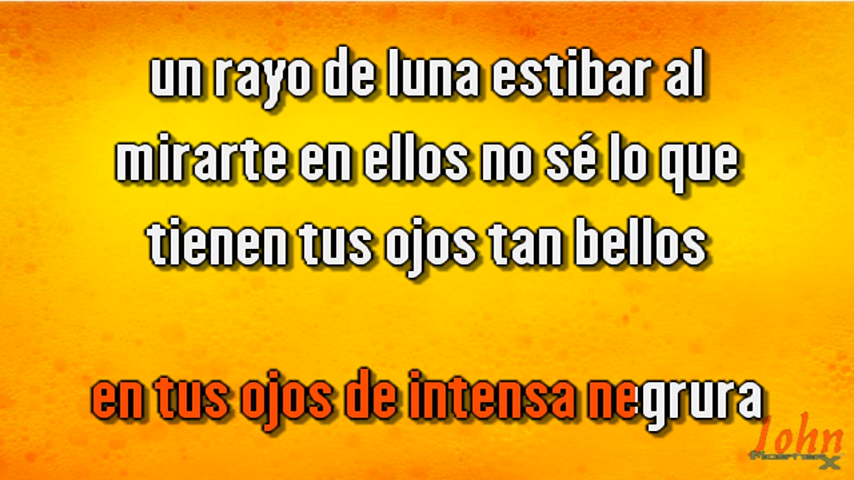 un rayo de luna estibar al
mirarte en ellos no sé lo que
tienen tus ojos tan bellos
en tus ojos de intensa negrura
John